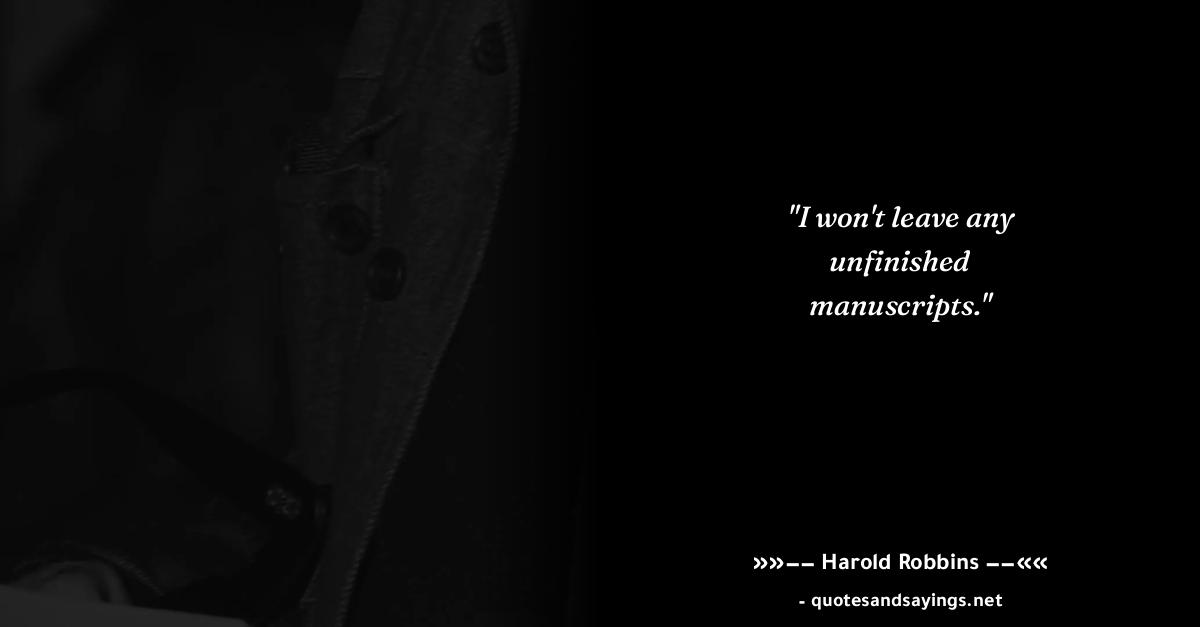 "I won't leave any
unfinished
manuscripts."
»»−− Harold Robbins −−««
- quotesandsayings.net